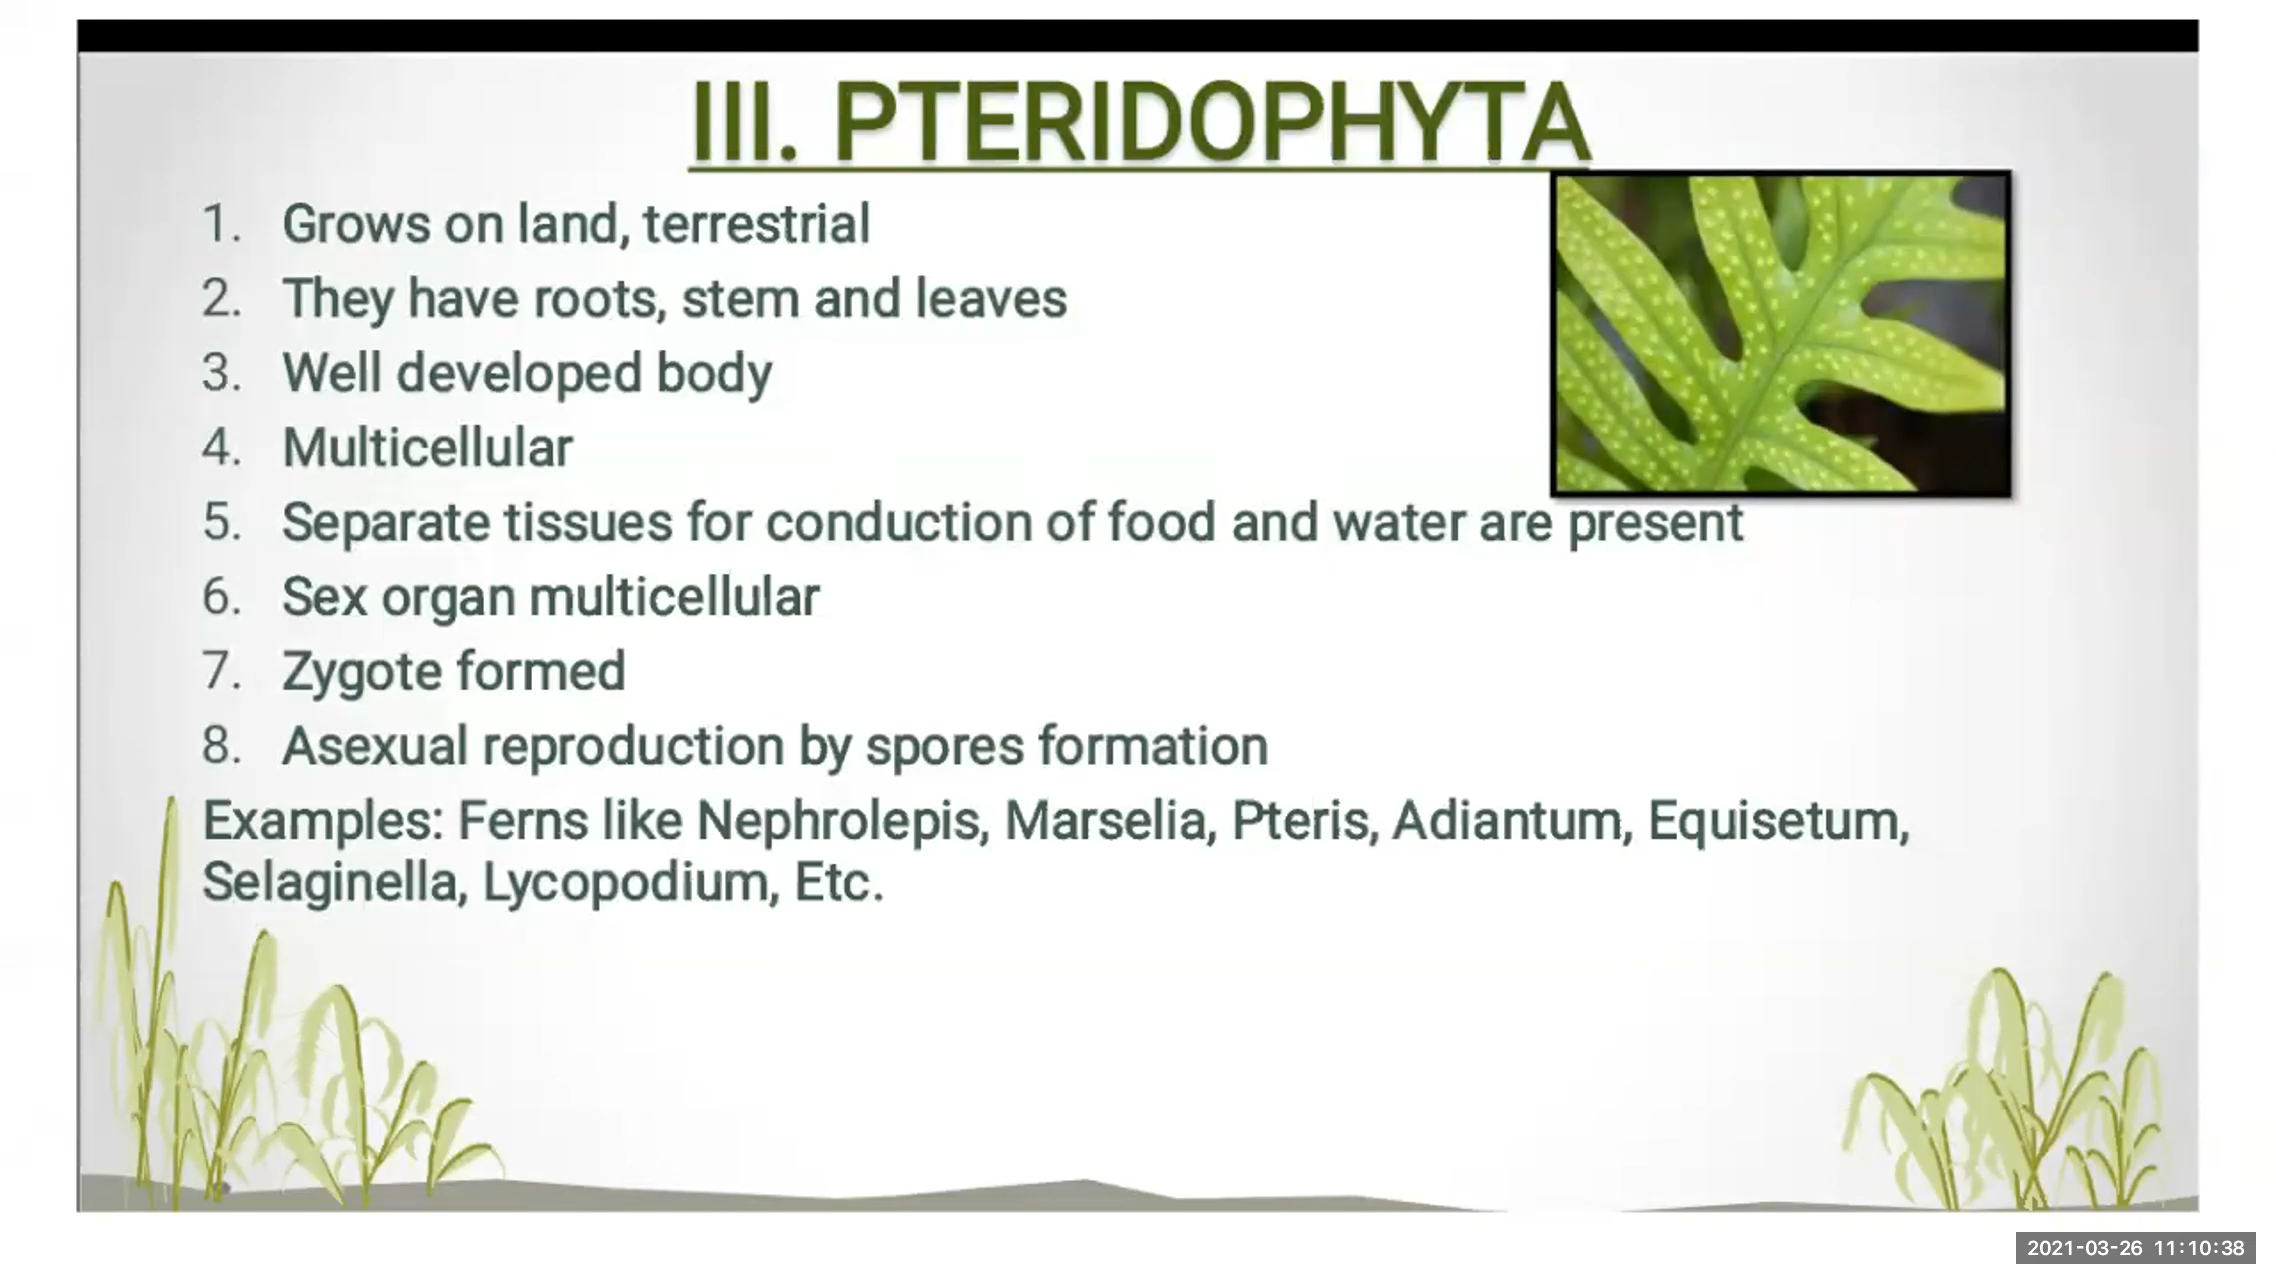 III. PTERIDOPHYTA
1. Grows on land, terrestrial
2. They have roots, stem and leaves
3. Well developed body
4. Multicellular
5. Separate tissues for conduction of food and water are present
6. Sex organ multicellular
7. Zygote formed
8. Asexual reproduction by spores formation
Examples: Ferns like Nephrolepis, Marselia, Pteris, Adiantum, Equisetum,
Selaginella, Lycopodium, Etc.
2021-03-26 11:10:38